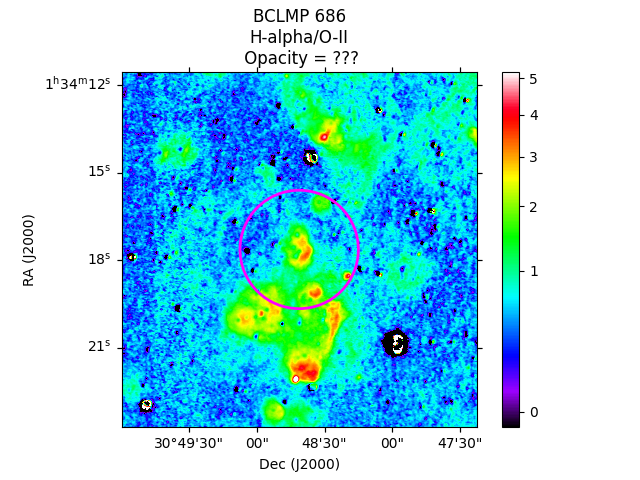 BCLMP 686
H-alpha/O-II
Opacity = ???
1ʰ34ᵐ12ˢ
15ˢ
18ˢ
21ˢ
RA (J2000)
30°49'30" 00" 48'30" 00" 47'30"
Dec (J2000)
5
4
3
2
1
0